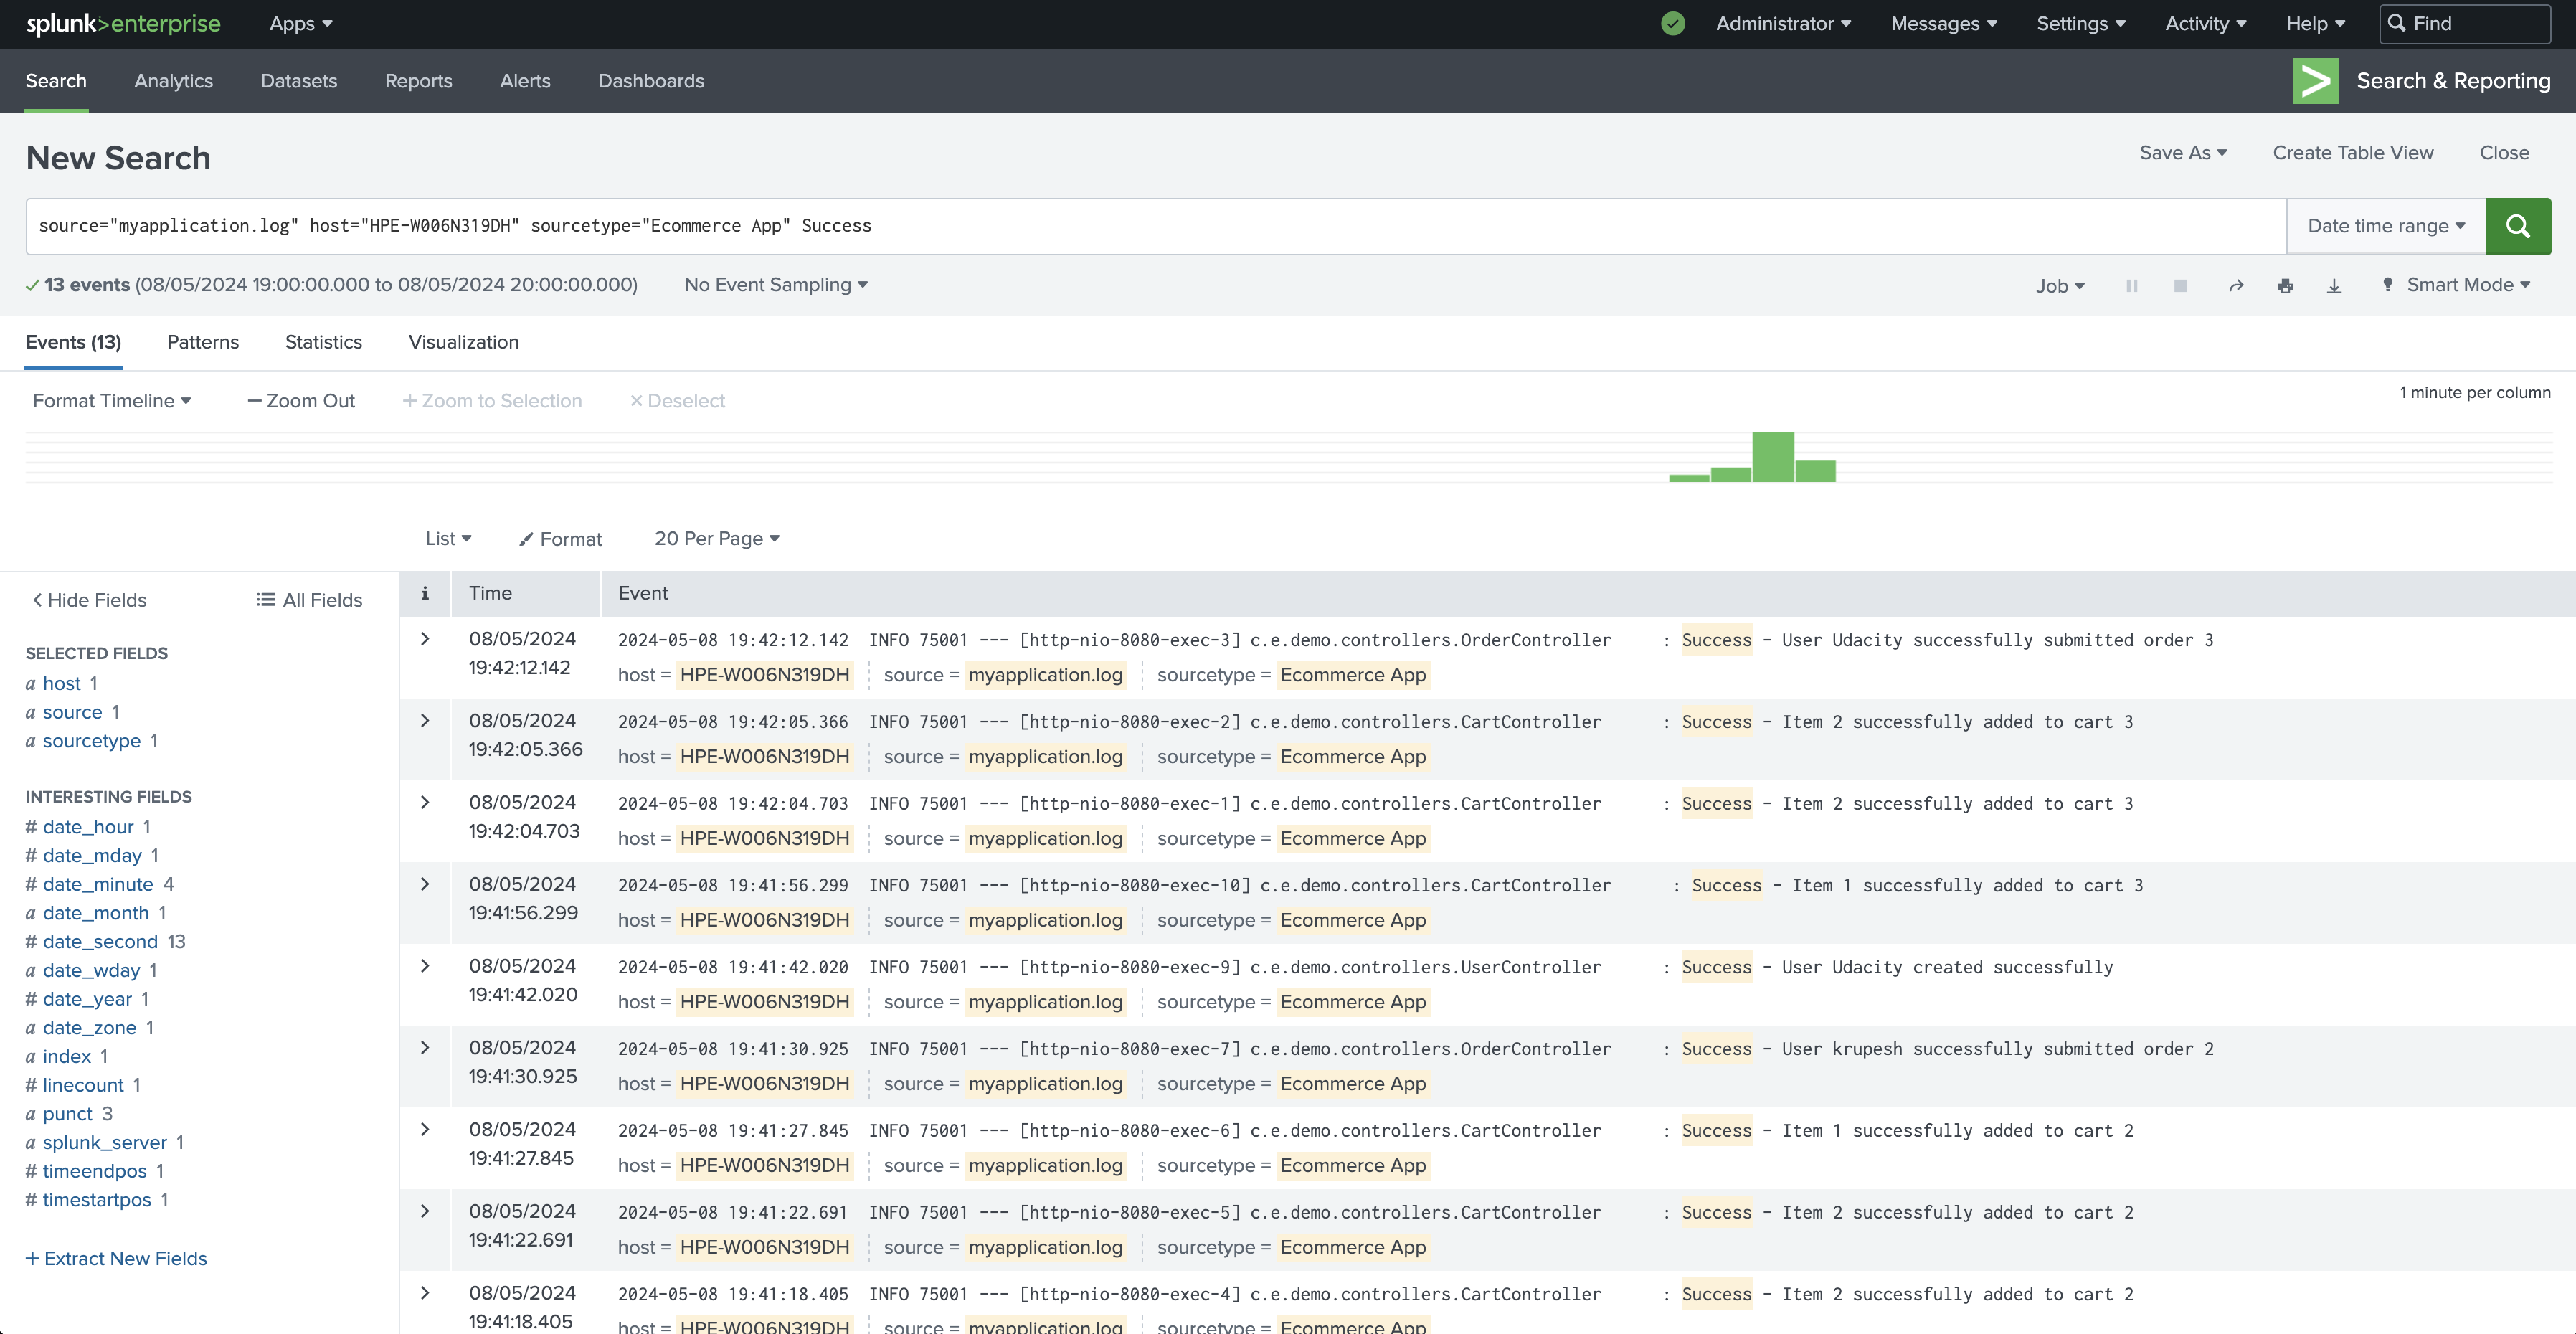 splunk>enterprise Apps Administrator Messages Settings Activity Help Find
Search Analytics Datasets Reports Alerts Dashboards Search & Reporting
New Search Save As Create Table View Close
source="myapplication.log" host="HPE-W006N319DH" sourcetype="Ecommerce App" Success Date time range
13 events (08/05/2024 19:00:00.000 to 08/05/2024 20:00:00.000) No Event Sampling Job Smart Mode
Events (13) Patterns Statistics Visualization
Format Timeline — Zoom Out + Zoom to Selection × Deselect 1 minute per column
List Format 20 Per Page
< Hide Fields All Fields
SELECTED FIELDS
a host 1
a source 1
a sourcetype 1
INTERESTING FIELDS
# date_hour 1
# date_mday 1
# date_minute 4
a date_month 1
# date_second 13
a date_wday 1
# date_year 1
a date_zone 1
a index 1
# linecount 1
a punct 3
a splunk_server 1
# timeendpos 1
# timestartpos 1
+ Extract New Fields
i Time Event
> 08/05/2024 2024-05-08 19:42:12.142 INFO 75001 --- [http-nio-8080-exec-3] c.e.demo.controllers.OrderController : Success - User Udacity successfully submitted order 3
19:42:12.142 host = HPE-W006N319DH source = myapplication.log sourcetype = Ecommerce App
> 08/05/2024 2024-05-08 19:42:05.366 INFO 75001 --- [http-nio-8080-exec-2] c.e.demo.controllers.CartController : Success - Item 2 successfully added to cart 3
19:42:05.366 host = HPE-W006N319DH source = myapplication.log sourcetype = Ecommerce App
> 08/05/2024 2024-05-08 19:42:04.703 INFO 75001 --- [http-nio-8080-exec-1] c.e.demo.controllers.CartController : Success - Item 2 successfully added to cart 3
19:42:04.703 host = HPE-W006N319DH source = myapplication.log sourcetype = Ecommerce App
> 08/05/2024 2024-05-08 19:41:56.299 INFO 75001 --- [http-nio-8080-exec-10] c.e.demo.controllers.CartController : Success - Item 1 successfully added to cart 3
19:41:56.299 host = HPE-W006N319DH source = myapplication.log sourcetype = Ecommerce App
> 08/05/2024 2024-05-08 19:41:42.020 INFO 75001 --- [http-nio-8080-exec-9] c.e.demo.controllers.UserController : Success - User Udacity created successfully
19:41:42.020 host = HPE-W006N319DH source = myapplication.log sourcetype = Ecommerce App
> 08/05/2024 2024-05-08 19:41:30.925 INFO 75001 --- [http-nio-8080-exec-7] c.e.demo.controllers.OrderController : Success - User krupesh successfully submitted order 2
19:41:30.925 host = HPE-W006N319DH source = myapplication.log sourcetype = Ecommerce App
> 08/05/2024 2024-05-08 19:41:27.845 INFO 75001 --- [http-nio-8080-exec-6] c.e.demo.controllers.CartController : Success - Item 1 successfully added to cart 2
19:41:27.845 host = HPE-W006N319DH source = myapplication.log sourcetype = Ecommerce App
> 08/05/2024 2024-05-08 19:41:22.691 INFO 75001 --- [http-nio-8080-exec-5] c.e.demo.controllers.CartController : Success - Item 2 successfully added to cart 2
19:41:22.691 host = HPE-W006N319DH source = myapplication.log sourcetype = Ecommerce App
> 08/05/2024 2024-05-08 19:41:18.405 INFO 75001 --- [http-nio-8080-exec-4] c.e.demo.controllers.CartController : Success - Item 2 successfully added to cart 2
19:41:18.405 host = HPE-W006N319DH source = myapplication.log sourcetype = Ecommerce App